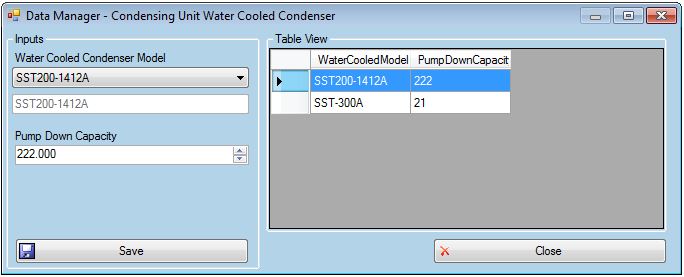 Data Manager - Condensing Unit Water Cooled Condenser
Inputs
Water Cooled Condenser Model
SST200-1412A
SST200-1412A
Pump Down Capacity
222.000
Save
Table View
WaterCooledModel PumpDownCapacit
SST200-1412A 222
SST-300A 21
Close